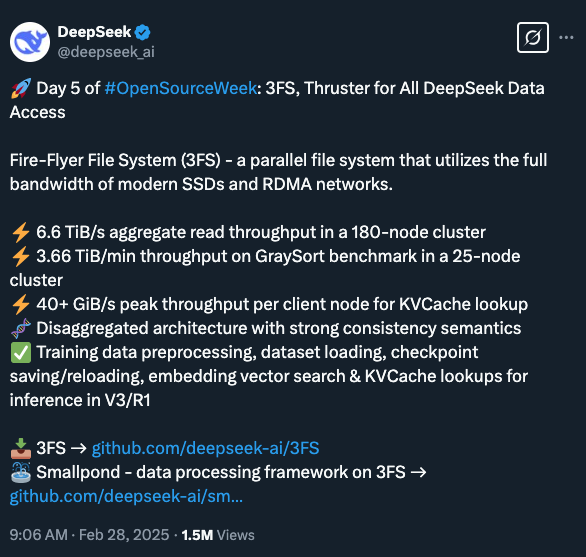 DeepSeek
@deepseek_ai
🚀 Day 5 of #OpenSourceWeek: 3FS, Thruster for All DeepSeek Data
Access
Fire-Flyer File System (3FS) - a parallel file system that utilizes the full
bandwidth of modern SSDs and RDMA networks.
⚡ 6.6 TiB/s aggregate read throughput in a 180-node cluster
⚡ 3.66 TiB/min throughput on GraySort benchmark in a 25-node
cluster
⚡ 40+ GiB/s peak throughput per client node for KVCache lookup
🧬 Disaggregated architecture with strong consistency semantics
✅ Training data preprocessing, dataset loading, checkpoint
saving/reloading, embedding vector search & KVCache lookups for
inference in V3/R1
📥 3FS → github.com/deepseek-ai/3FS
⛲ Smallpond - data processing framework on 3FS →
github.com/deepseek-ai/sm...
9:06 AM · Feb 28, 2025 · 1.5M Views